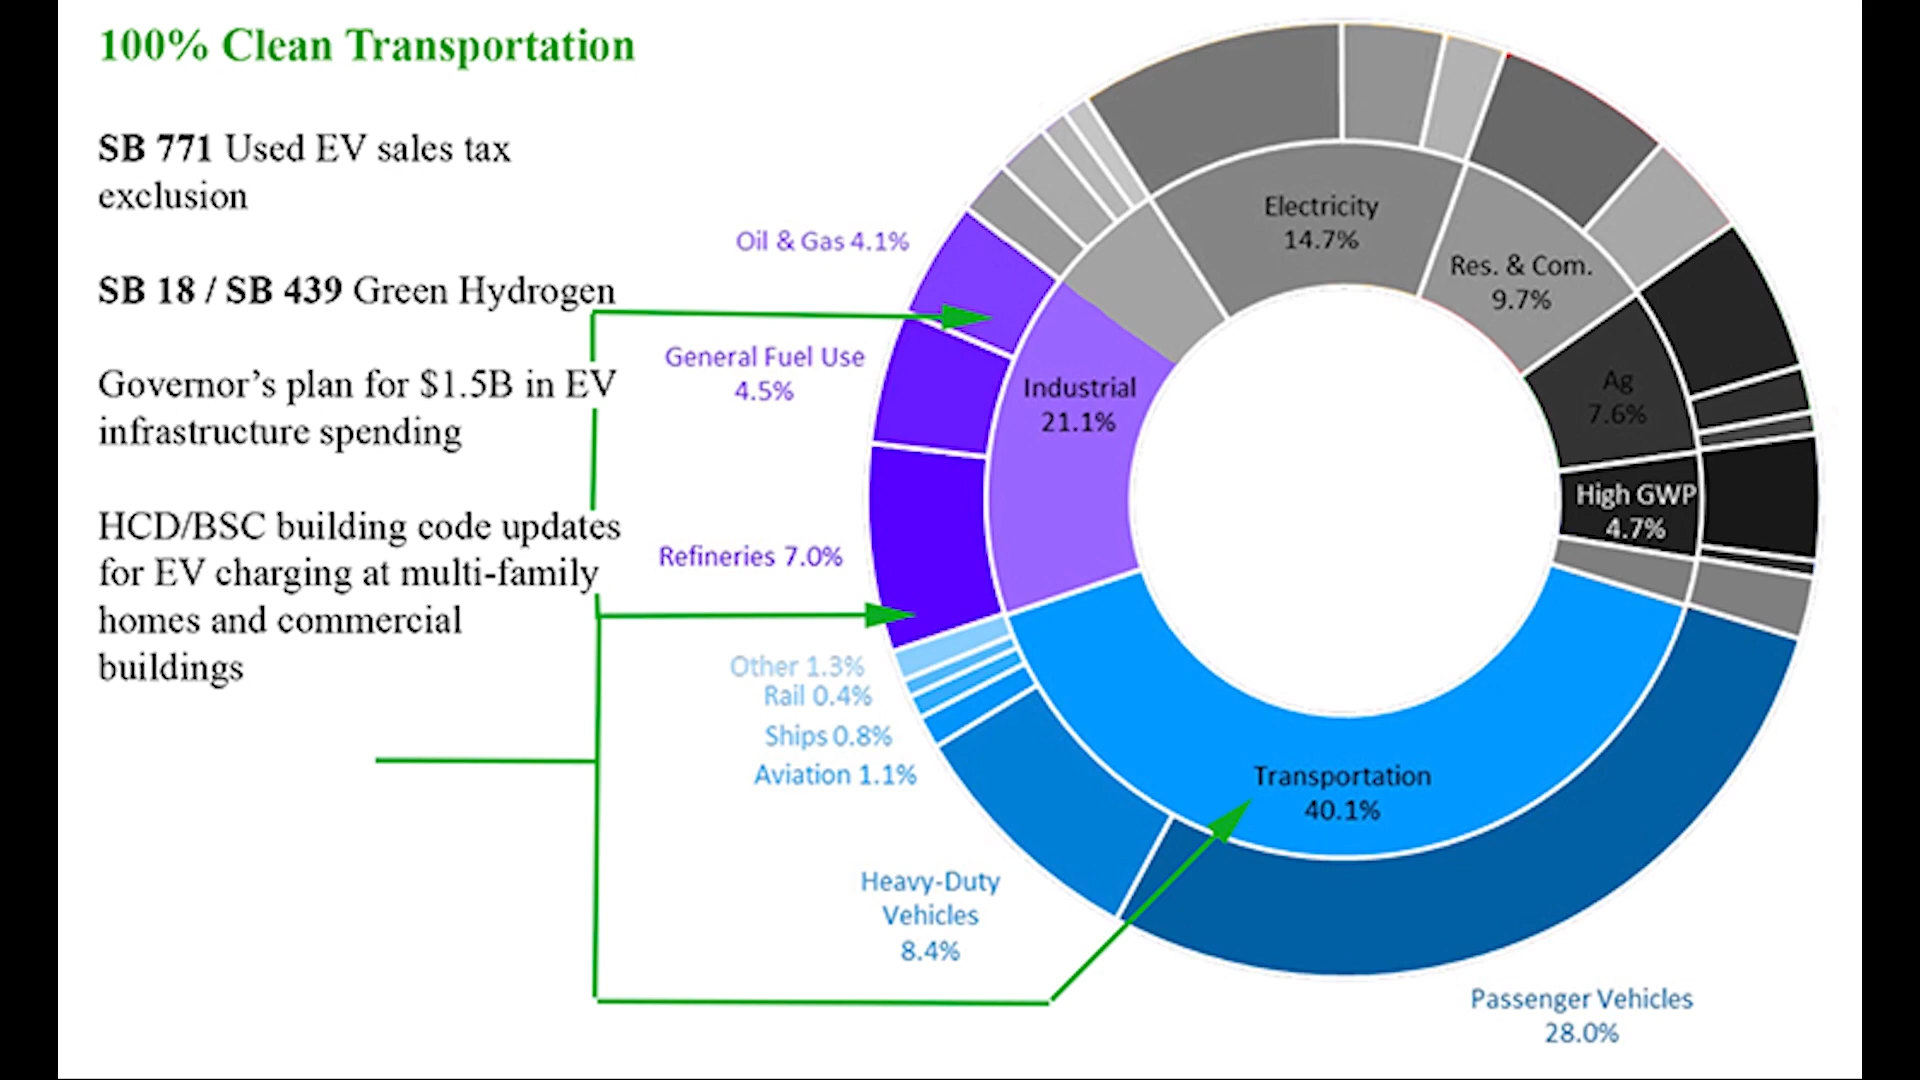 100% Clean Transportation
SB 771 Used EV sales tax
exclusion
SB 18 / SB 439 Green Hydrogen
Governor's plan for $1.5B in EV
infrastructure spending
HCD/BSC building code updates
for EV charging at multi-family
homes and commercial
buildings
Oil & Gas 4.1%
General Fuel Use
4.5%
Refineries 7.0%
Other 1.3%
Rail 0.4%
Ships 0.8%
Aviation 1.1%
Heavy-Duty
Vehicles
8.4%
Passenger Vehicles
28.0%
Electricity
14.7%
Res. & Com.
9.7%
Ag
7.6%
High GWP
4.7%
Industrial
21.1%
Transportation
40.1%